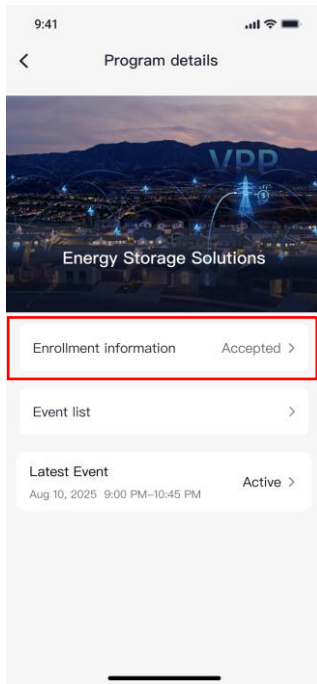 9:41
Program details
VPP
Energy Storage Solutions
Enrollment information Accepted >
Event list >
Latest Event
Active >
Aug 10, 2025 9:00 PM–10:45 PM